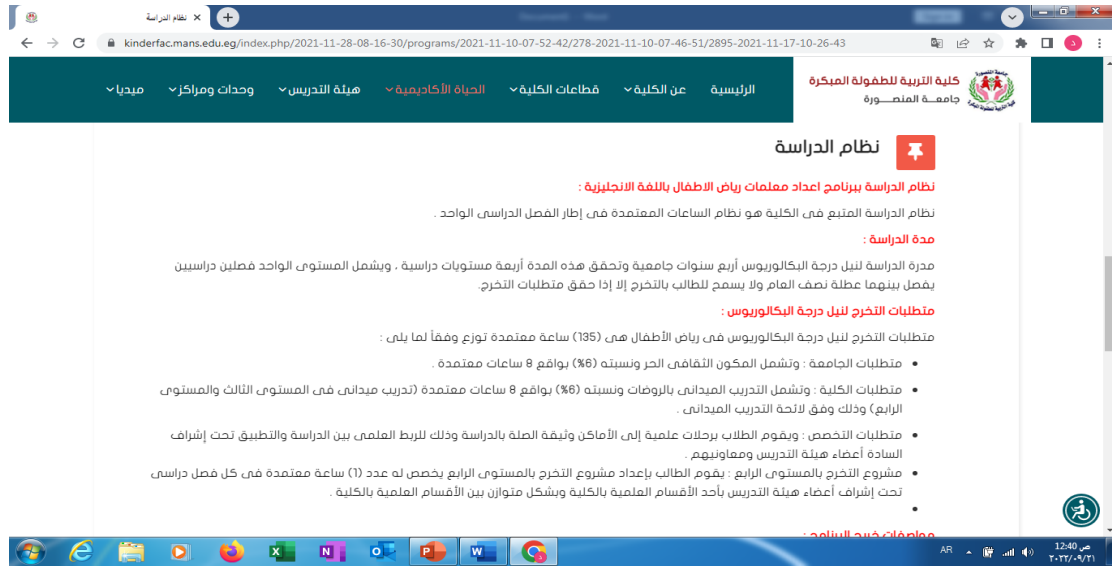 نظام الدراسة
Document1 - Word
kinderfac.mans.edu.eg/index.php/2021-11-28-08-16-30/programs/2021-11-10-07-52-42/278-2021-11-10-07-46-51/2895-2021-11-17-10-26-43
كلية التربية للطفولة المبكرة
جامعـــة المنصـــــورة
الرئيسية عن الكلية قطاعات الكلية الحياة الأكاديمية هيئة التدريس وحدات ومراكز ميديا
نظام الدراسة
نظام الدراسة ببرنامج اعداد معلمات رياض الاطفال باللغة الانجليزية :
نظام الدراسة المتبع فى الكلية هو نظام الساعات المعتمدة فى إطار الفصل الدراسى الواحد .
مدة الدراسة :
مدرة الدراسة لنيل درجة البكالوريوس أربع سنوات جامعية وتحقق هذه المدة أربعة مستويات دراسية ، ويشمل المستوى الواحد فصلين دراسيين
يفصل بينهما عطلة نصف العام ولا يسمح للطالب بالتخرج إلا إذا حقق متطلبات التخرج.
متطلبات التخرج لنيل درجة البكالوريوس :
متطلبات التخرج لنيل درجة البكالوريوس فى رياض الأطفال هى (135) ساعة معتمدة توزع وفقاً لما يلى :
• متطلبات الجامعة : وتشمل المكون الثقافى الحر ونسبته (6%) بواقع 8 ساعات معتمدة .
• متطلبات الكلية : وتشمل التدريب الميدانى بالروضات ونسبته (6%) بواقع 8 ساعات معتمدة (تدريب ميدانى فى المستوى الثالث والمستوى
الرابع) وذلك وفق لائحة التدريب الميدانى .
• متطلبات التخصص : ويقوم الطلاب برحلات علمية إلى الأماكن وثيقة الصلة بالدراسة وذلك للربط العلمى بين الدراسة والتطبيق تحت إشراف
السادة أعضاء هيئة التدريس ومعاونيهم .
• مشروع التخرج بالمستوى الرابع : يقوم الطالب بإعداد مشروع التخرج بالمستوى الرابع يخصص له عدد (1) ساعة معتمدة فى كل فصل دراسى
تحت إشراف أعضاء هيئة التدريس بأحد الأقسام العلمية بالكلية وبشكل متوازن بين الأقسام العلمية بالكلية .
•
مواصفات خريج البرنامج :
AR
12:40 ص
٢٠٢٢/٠٩/٢١